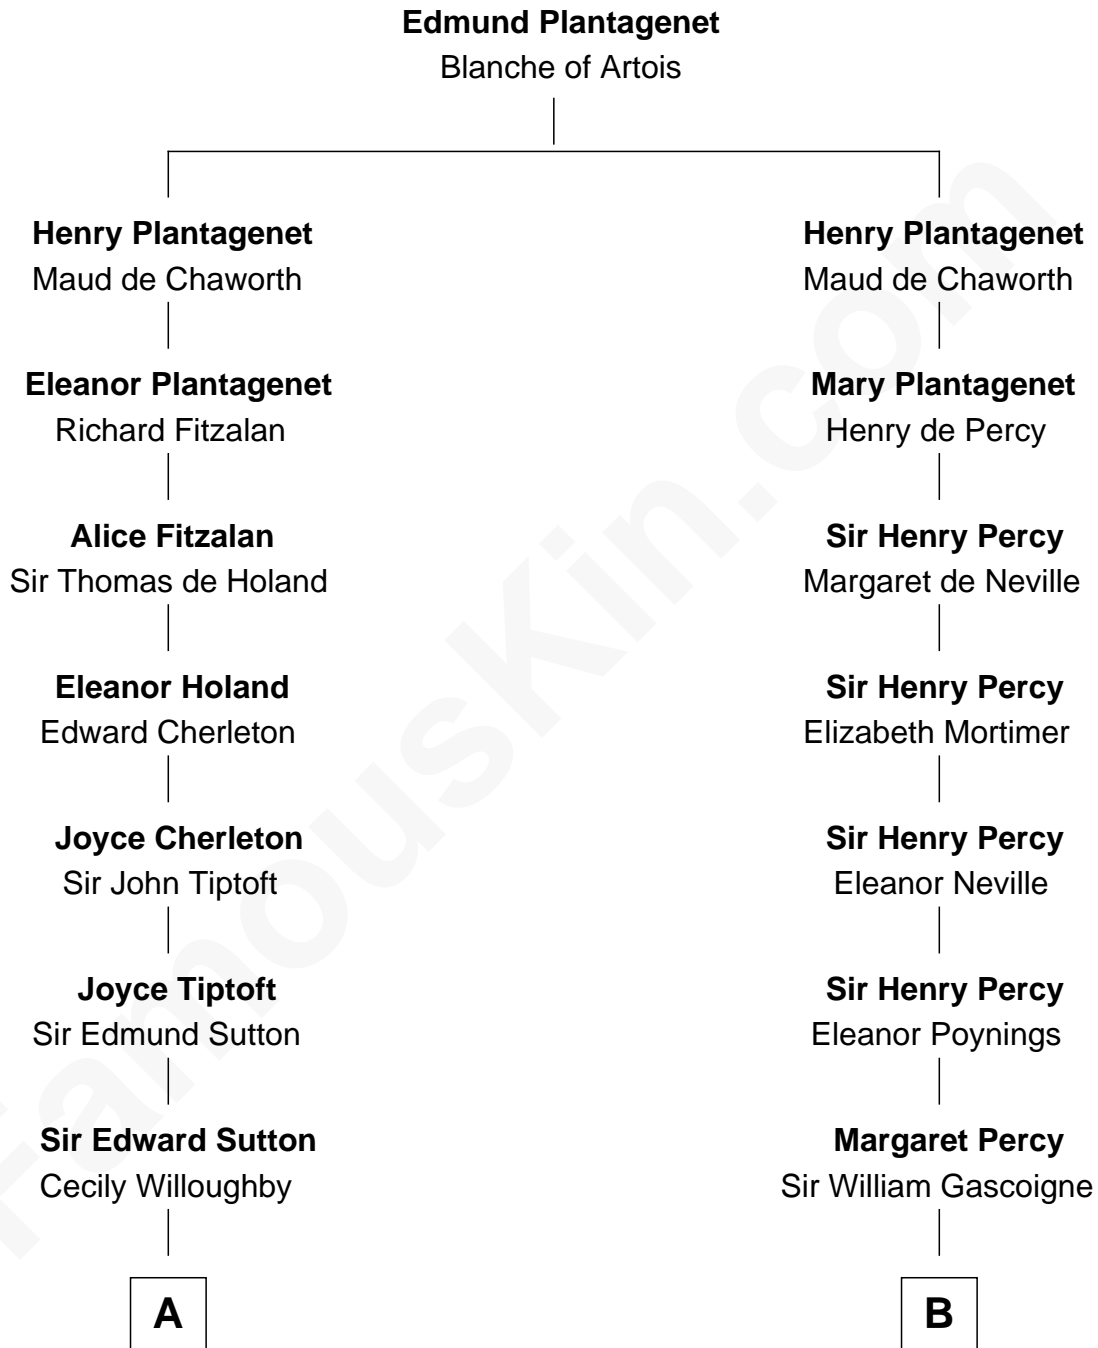 Edmund Plantagenet
Blanche of Artois
Henry Plantagenet
Maud de Chaworth
Henry Plantagenet
Maud de Chaworth
Eleanor Plantagenet
Richard Fitzalan
Mary Plantagenet
Henry de Percy
Alice Fitzalan
Sir Thomas de Holand
Sir Henry Percy
Margaret de Neville
Eleanor Holand
Edward Cherleton
Sir Henry Percy
Elizabeth Mortimer
Joyce Cherleton
Sir John Tiptoft
Sir Henry Percy
Eleanor Neville
Joyce Tiptoft
Sir Edmund Sutton
Sir Henry Percy
Eleanor Poynings
Sir Edward Sutton
Cecily Willoughby
Margaret Percy
Sir William Gascoigne
A
B
FamousKin.com